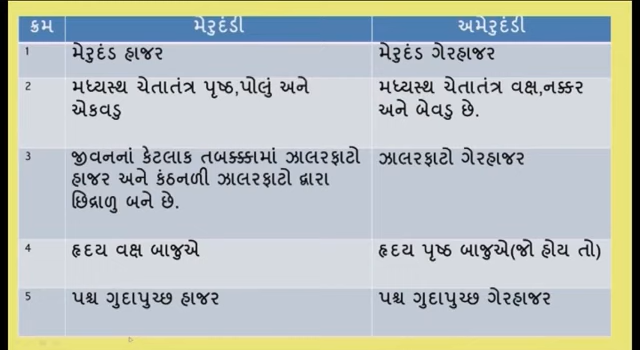 ક્રમ મેરુદંડી અમેરુદંડી
1 મેરુદંડ હાજર મેરુદંડ ગેરહાજર
2 મધ્યસ્થ ચેતાતંત્ર પૃષ્ઠ,પોલું અને મધ્યસ્થ ચેતાતંત્ર વક્ષ,નક્કર
એકવડુ અને બેવડુ છે.
3 જીવનનાં કેટલાક તબક્ક્કામાં ઝાલરફાટો ઝાલરફાટો ગેરહાજર
હાજર અને કંઠનળી ઝાલરફાટો દ્વારા
છિદ્રાળુ બને છે.
4 હૃદય વક્ષ બાજુએ હૃદય પૃષ્ઠ બાજુએ(જો હોય તો)
5 પશ્ચ ગુદાપુચ્છ હાજર પશ્ચ ગુદાપુચ્છ ગેરહાજર